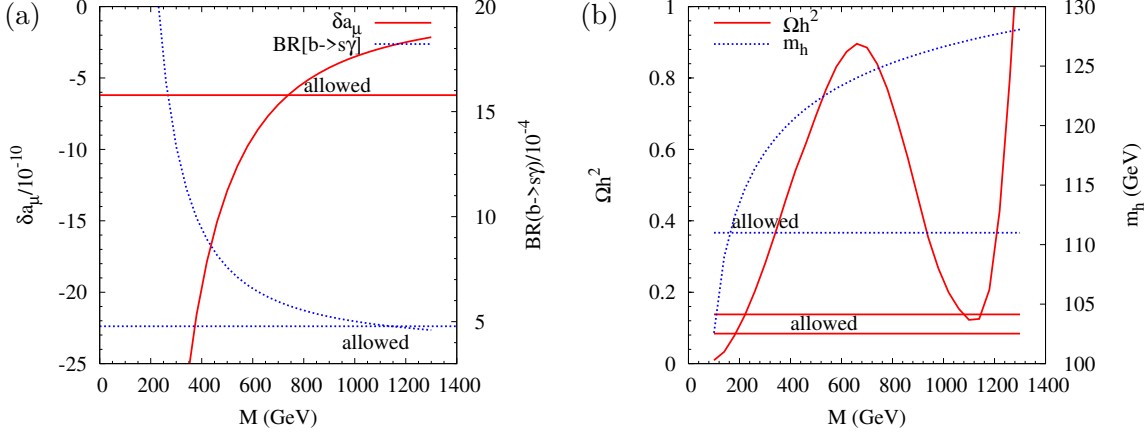 (a)
δaμ
BR[b->sγ]
allowed
allowed
0
-5
-10
-15
-20
-25
δaμ/10^-10
20
15
10
5
BR(b->sγ)/10^-4
0 200 400 600 800 1000 1200 1400
M (GeV)
(b)
Ωh^2
m_h
allowed
allowed
1
0.8
0.6
0.4
0.2
0
Ωh^2
130
125
120
115
110
105
100
m_h (GeV)
0 200 400 600 800 1000 1200 1400
M (GeV)